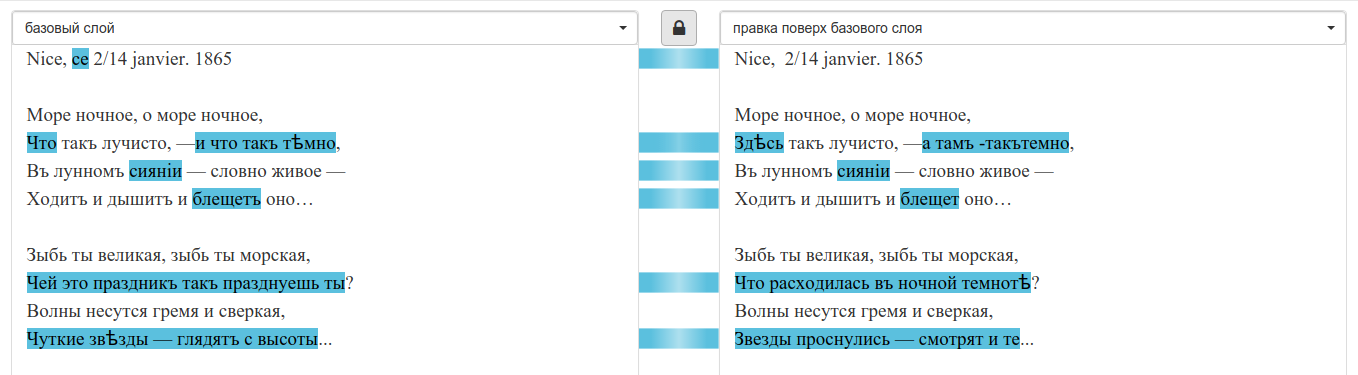 базовый слой
Nice, ce 2/14 janvier. 1865
Море ночное, о море ночное,
Что такъ лучисто, —и что такъ тѣмно,
Въ лунномъ сияніи — словно живое —
Ходитъ и дышитъ и блещетъ оно…
Зыбь ты великая, зыбь ты морская,
Чей это праздникъ такъ празднуешь ты?
Волны несутся гремя и сверкая,
Чуткие звѣзды — глядятъ с высоты...
правка поверх базового слоя
Nice,  2/14 janvier. 1865
Море ночное, о море ночное,
Здѣсь такъ лучисто, —а тамъ -такътемно,
Въ лунномъ сияніи — словно живое —
Ходитъ и дышитъ и блещет оно…
Зыбь ты великая, зыбь ты морская,
Что расходилась въ ночной темнотѣ?
Волны несутся гремя и сверкая,
Звезды проснулись — смотрят и те...